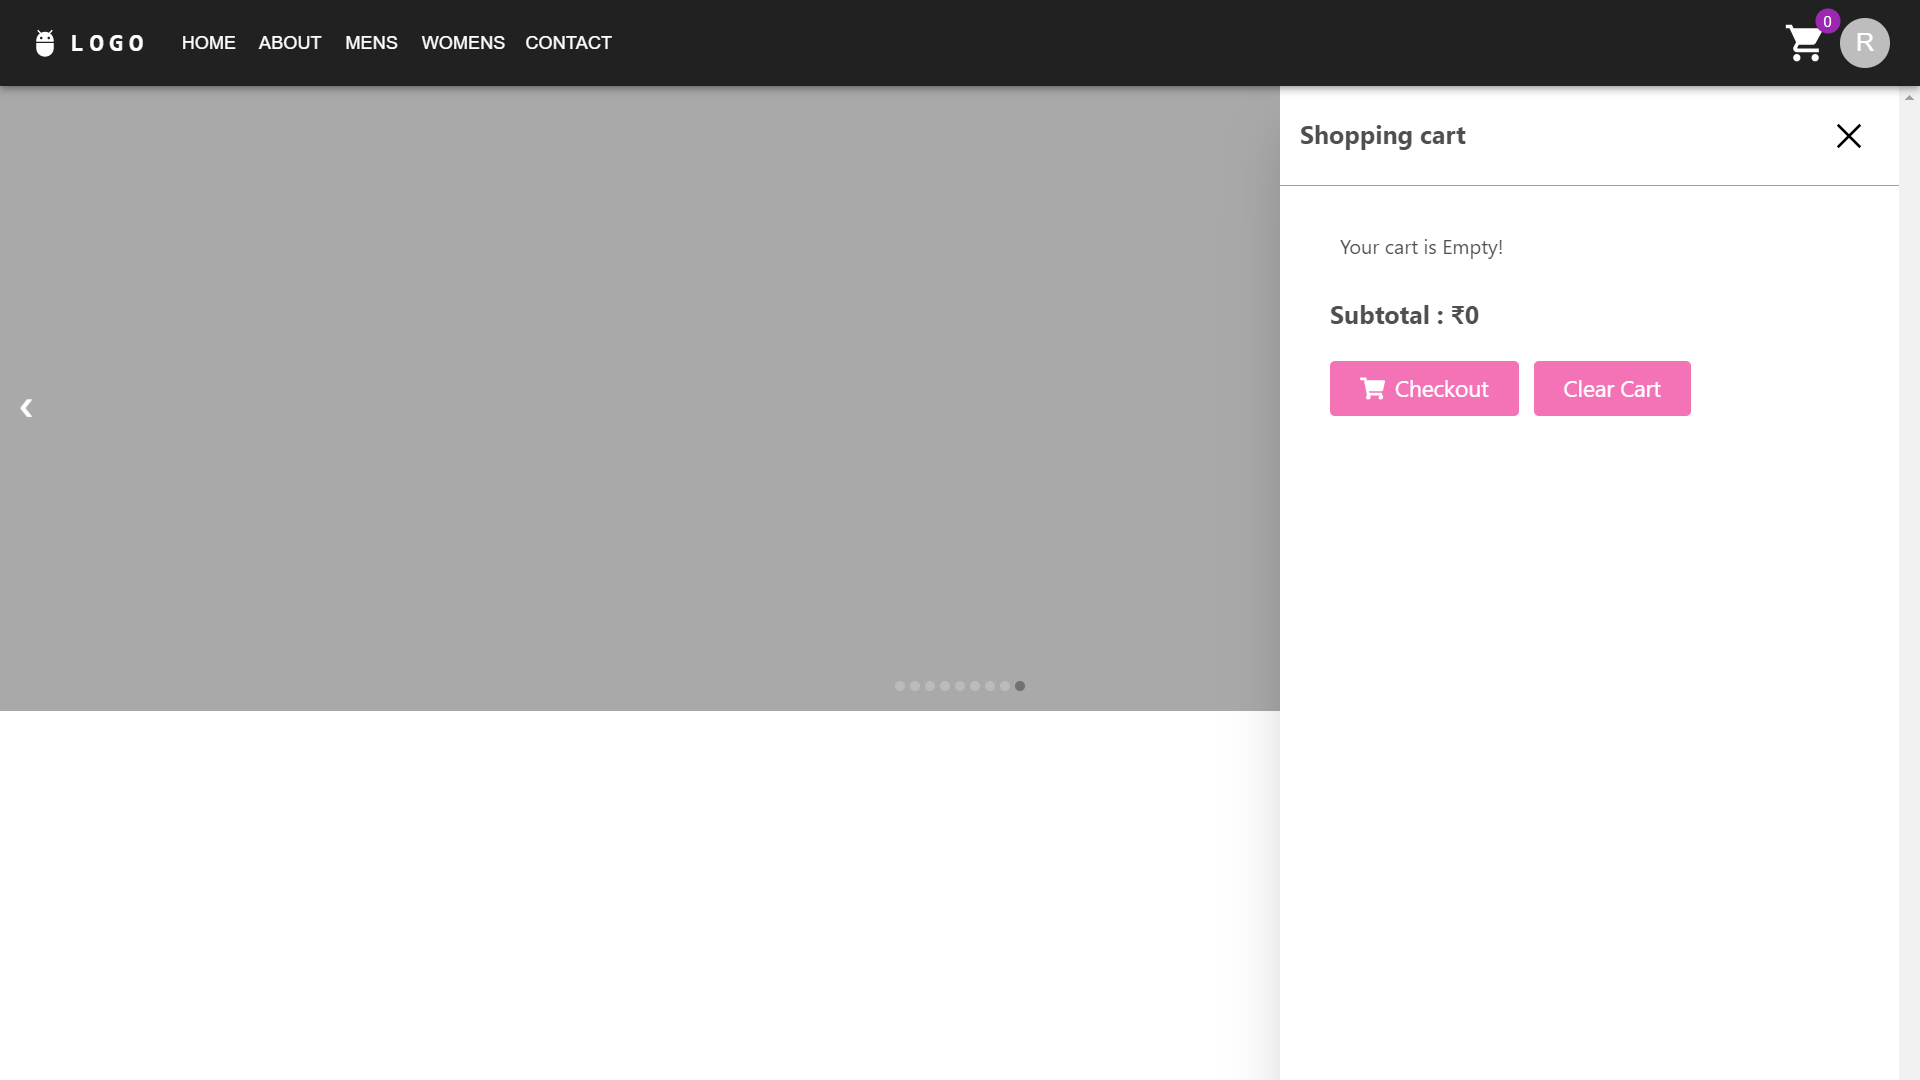 LOGO HOME ABOUT MENS WOMENS CONTACT 0 R
Shopping cart
Your cart is Empty!
Subtotal : ₹0
Checkout Clear Cart